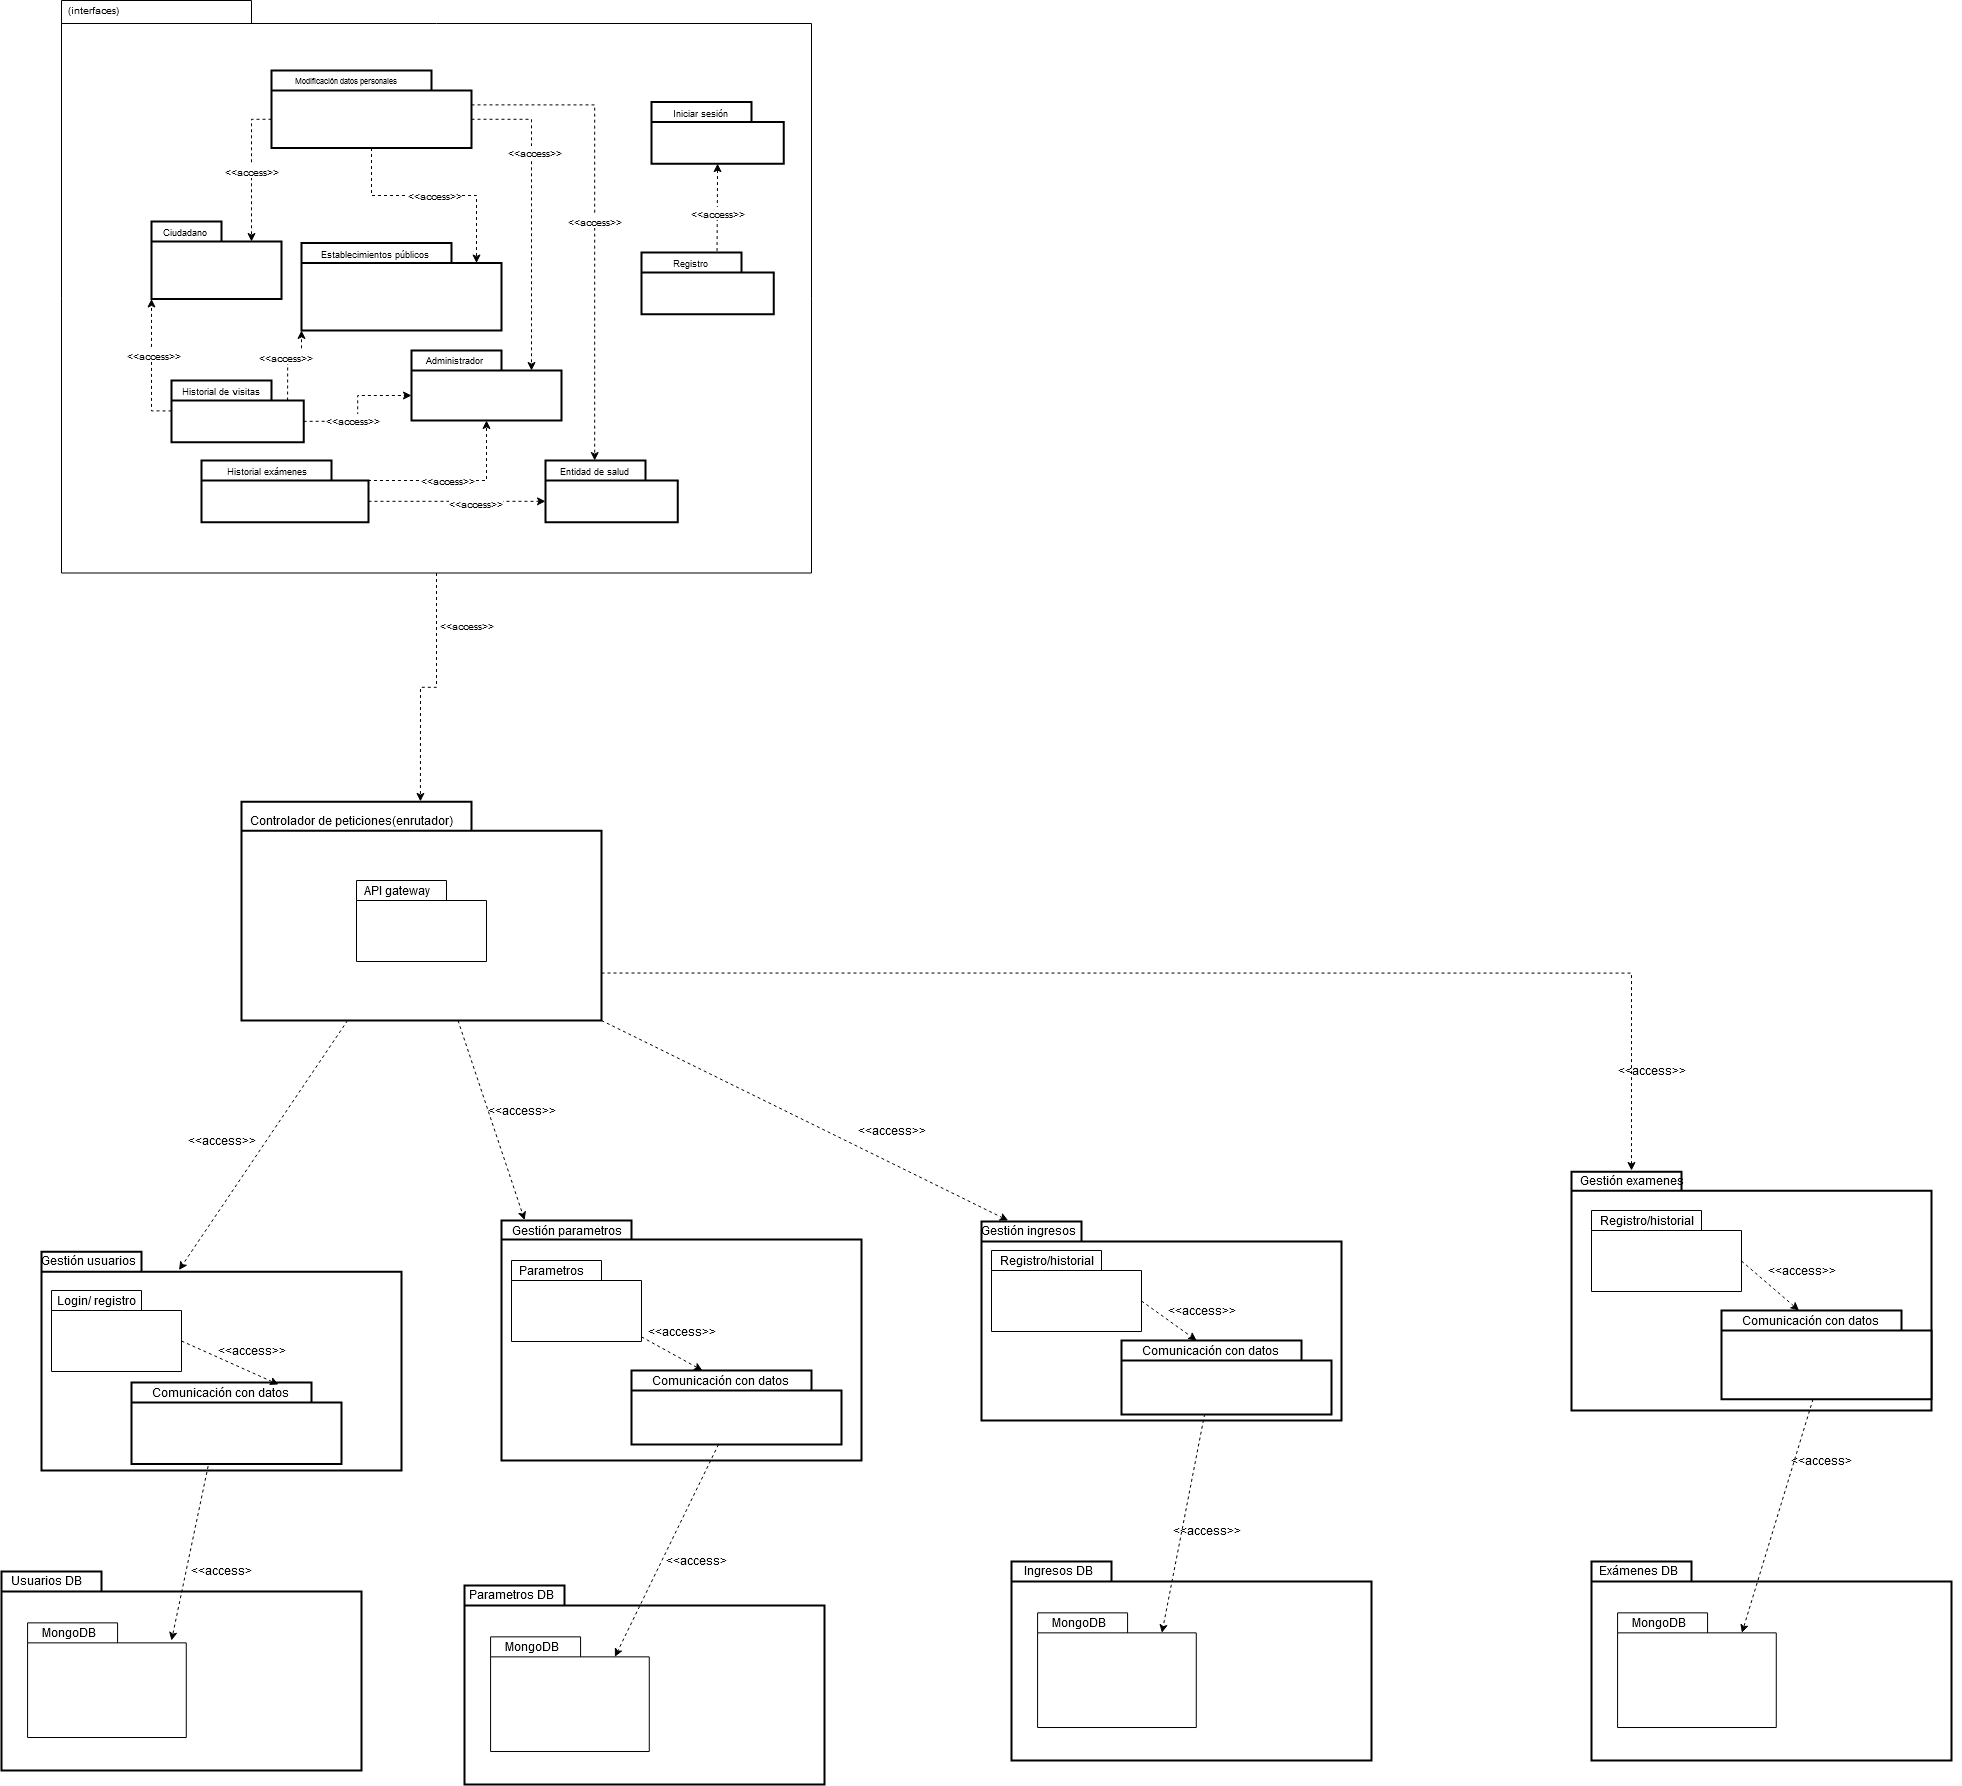 (interfaces)
Modificación datos personales
Iniciar sesión
<<access>>
<<access>>
<<access>>
<<access>>
<<access>>
<<access>>
Ciudadano
Establecimientos públicos
Registro
<<access>>
<<access>>
Administrador
Historial de visitas
<<access>>
Historial exámenes
Entidad de salud
<<access>>
<<access>>
<<access>>
Controlador de peticiones(enrutador)
API gateway
<<access>>
<<access>>
<<access>>
<<access>>
Gestión usuarios
Login/ registro
<<access>>
Comunicación con datos
Gestión parametros
Parametros
<<access>>
Comunicación con datos
Gestión ingresos
Registro/historial
<<access>>
Comunicación con datos
Gestión examenes
Registro/historial
<<access>>
Comunicación con datos
<<access>
<<access>
<<access>>
<<access>
Usuarios DB
MongoDB
Parametros DB
MongoDB
Ingresos DB
MongoDB
Exámenes DB
MongoDB